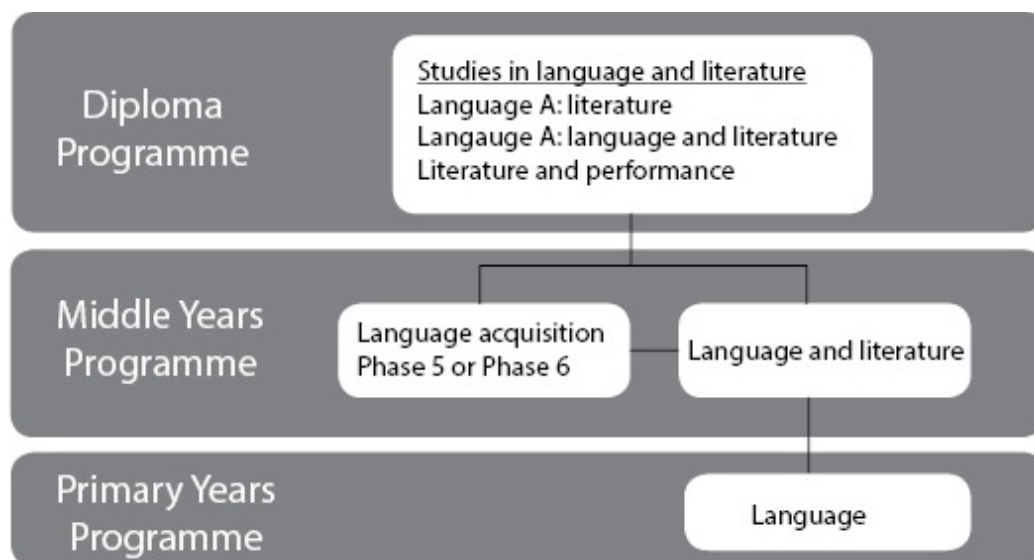 Diploma
Programme
Studies in language and literature
Language A: literature
Langauge A: language and literature
Literature and performance
Middle Years
Programme
Language acquisition
Phase 5 or Phase 6
Language and literature
Primary Years
Programme
Language